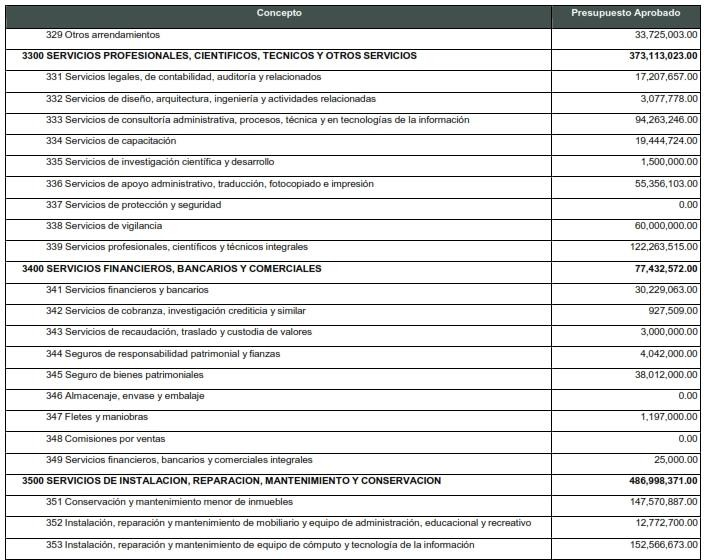 Concepto Presupuesto Aprobado
329 Otros arrendamientos 33,725,003.00
3300 SERVICIOS PROFESIONALES, CIENTIFICOS, TECNICOS Y OTROS SERVICIOS 373,113,023.00
331 Servicios legales, de contabilidad, auditoría y relacionados 17,207,657.00
332 Servicios de diseño, arquitectura, ingeniería y actividades relacionadas 3,077,778.00
333 Servicios de consultoría administrativa, procesos, técnica y en tecnologías de la información 94,263,246.00
334 Servicios de capacitación 19,444,724.00
335 Servicios de investigación científica y desarrollo 1,500,000.00
336 Servicios de apoyo administrativo, traducción, fotocopiado e impresión 55,356,103.00
337 Servicios de protección y seguridad 0.00
338 Servicios de vigilancia 60,000,000.00
339 Servicios profesionales, científicos y técnicos integrales 122,263,515.00
3400 SERVICIOS FINANCIEROS, BANCARIOS Y COMERCIALES 77,432,572.00
341 Servicios financieros y bancarios 30,229,063.00
342 Servicios de cobranza, investigación crediticia y similar 927,509.00
343 Servicios de recaudación, traslado y custodia de valores 3,000,000.00
344 Seguros de responsabilidad patrimonial y fianzas 4,042,000.00
345 Seguro de bienes patrimoniales 38,012,000.00
346 Almacenaje, envase y embalaje 0.00
347 Fletes y maniobras 1,197,000.00
348 Comisiones por ventas 0.00
349 Servicios financieros, bancarios y comerciales integrales 25,000.00
3500 SERVICIOS DE INSTALACION, REPARACION, MANTENIMIENTO Y CONSERVACION 486,998,371.00
351 Conservación y mantenimiento menor de inmuebles 147,570,887.00
352 Instalación, reparación y mantenimiento de mobiliario y equipo de administración, educacional y recreativo 12,772,700.00
353 Instalación, reparación y mantenimiento de equipo de cómputo y tecnología de la información 152,566,673.00